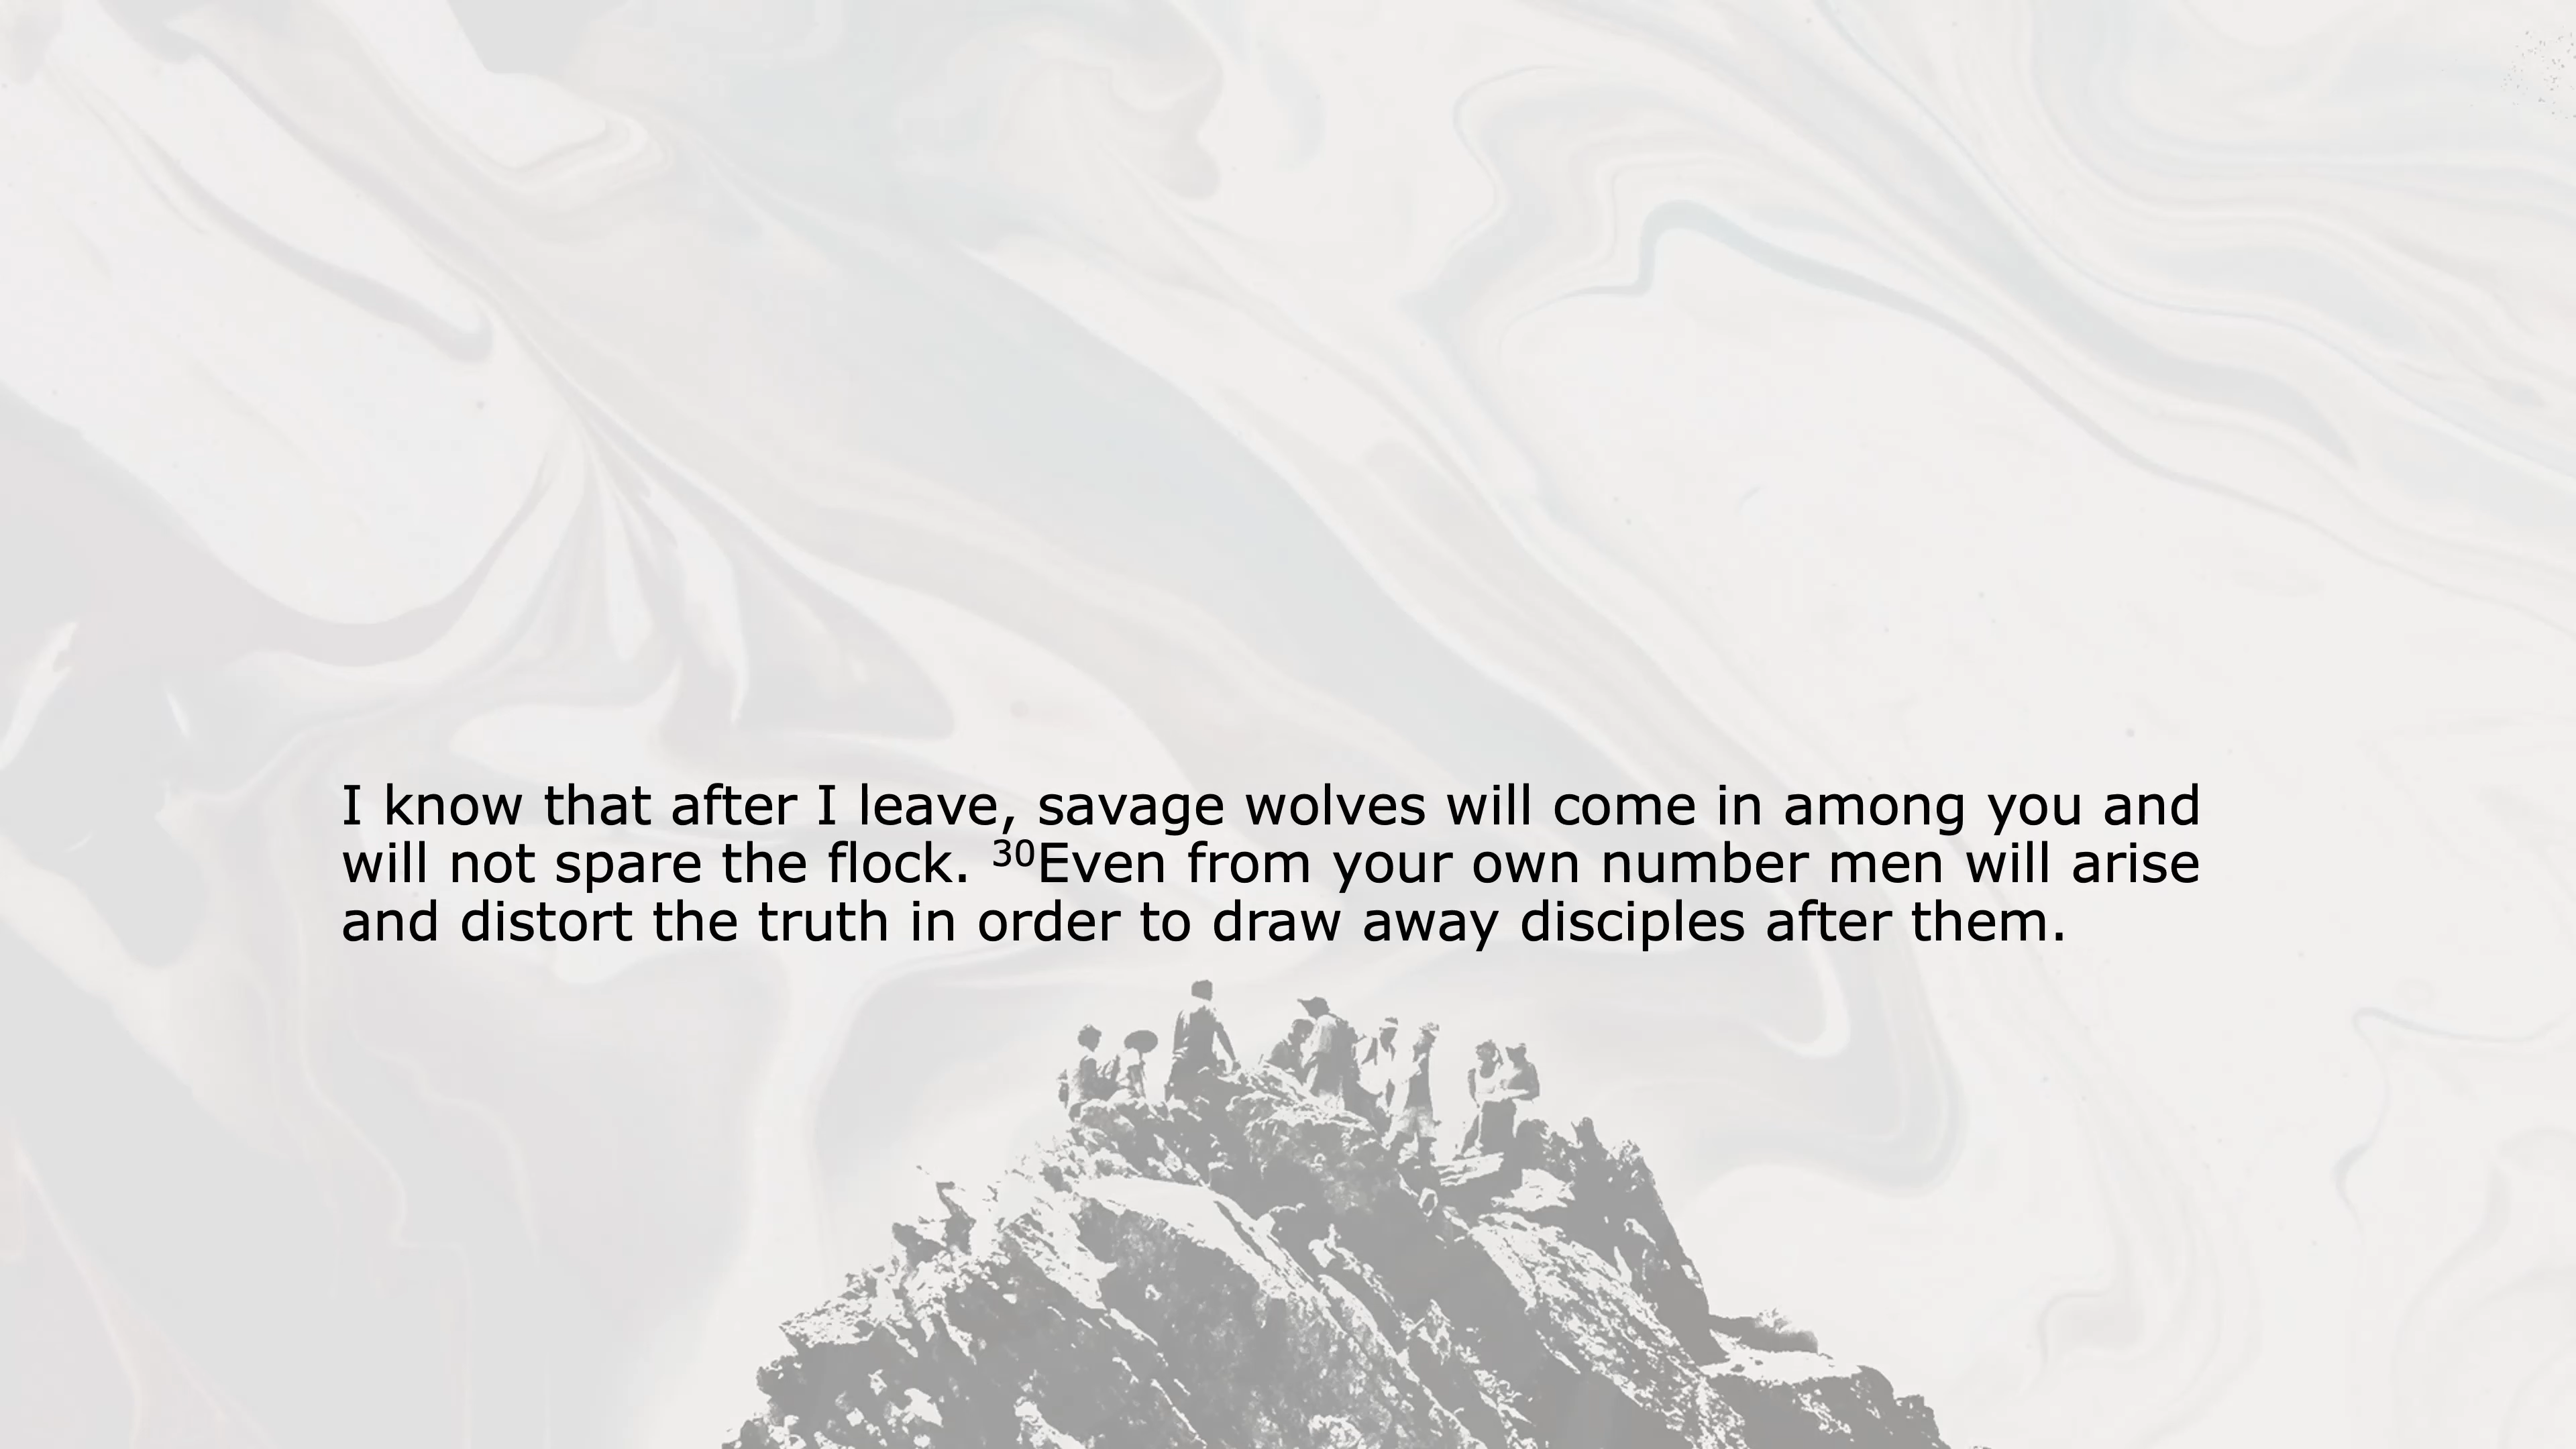 I know that after I leave, savage wolves will come in among you and
will not spare the flock. ³⁰Even from your own number men will arise
and distort the truth in order to draw away disciples after them.